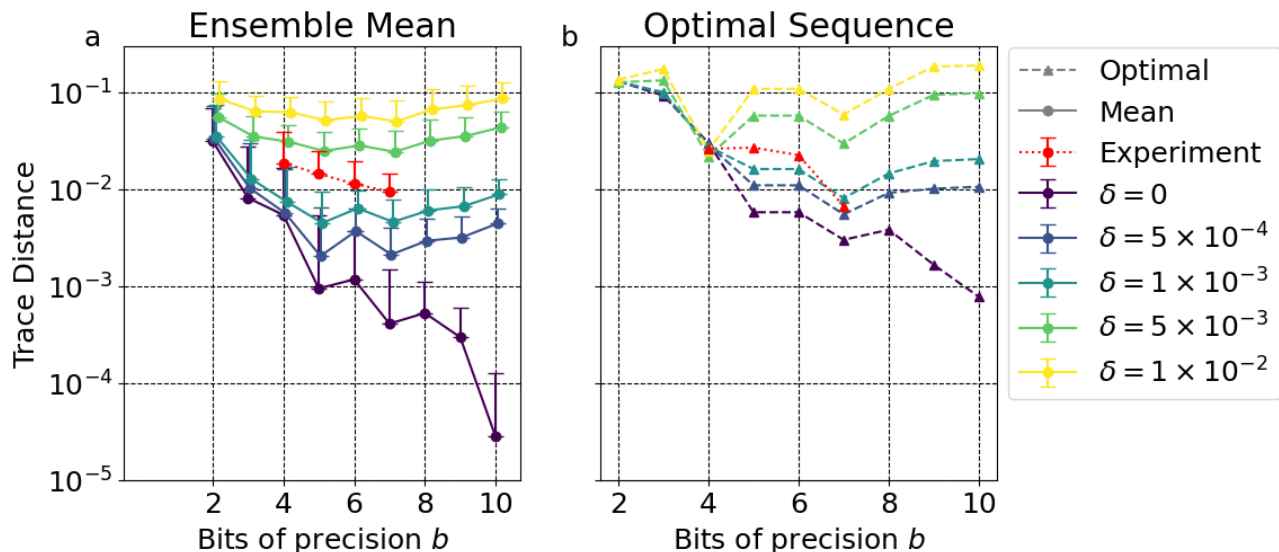 a
Ensemble Mean
b
Optimal Sequence
Trace Distance
10⁻¹
10⁻²
10⁻³
10⁻⁴
10⁻⁵
2 4 6 8 10
Bits of precision b
2 4 6 8 10
Bits of precision b
Optimal
Mean
Experiment
δ = 0
δ = 5 × 10⁻⁴
δ = 1 × 10⁻³
δ = 5 × 10⁻³
δ = 1 × 10⁻²